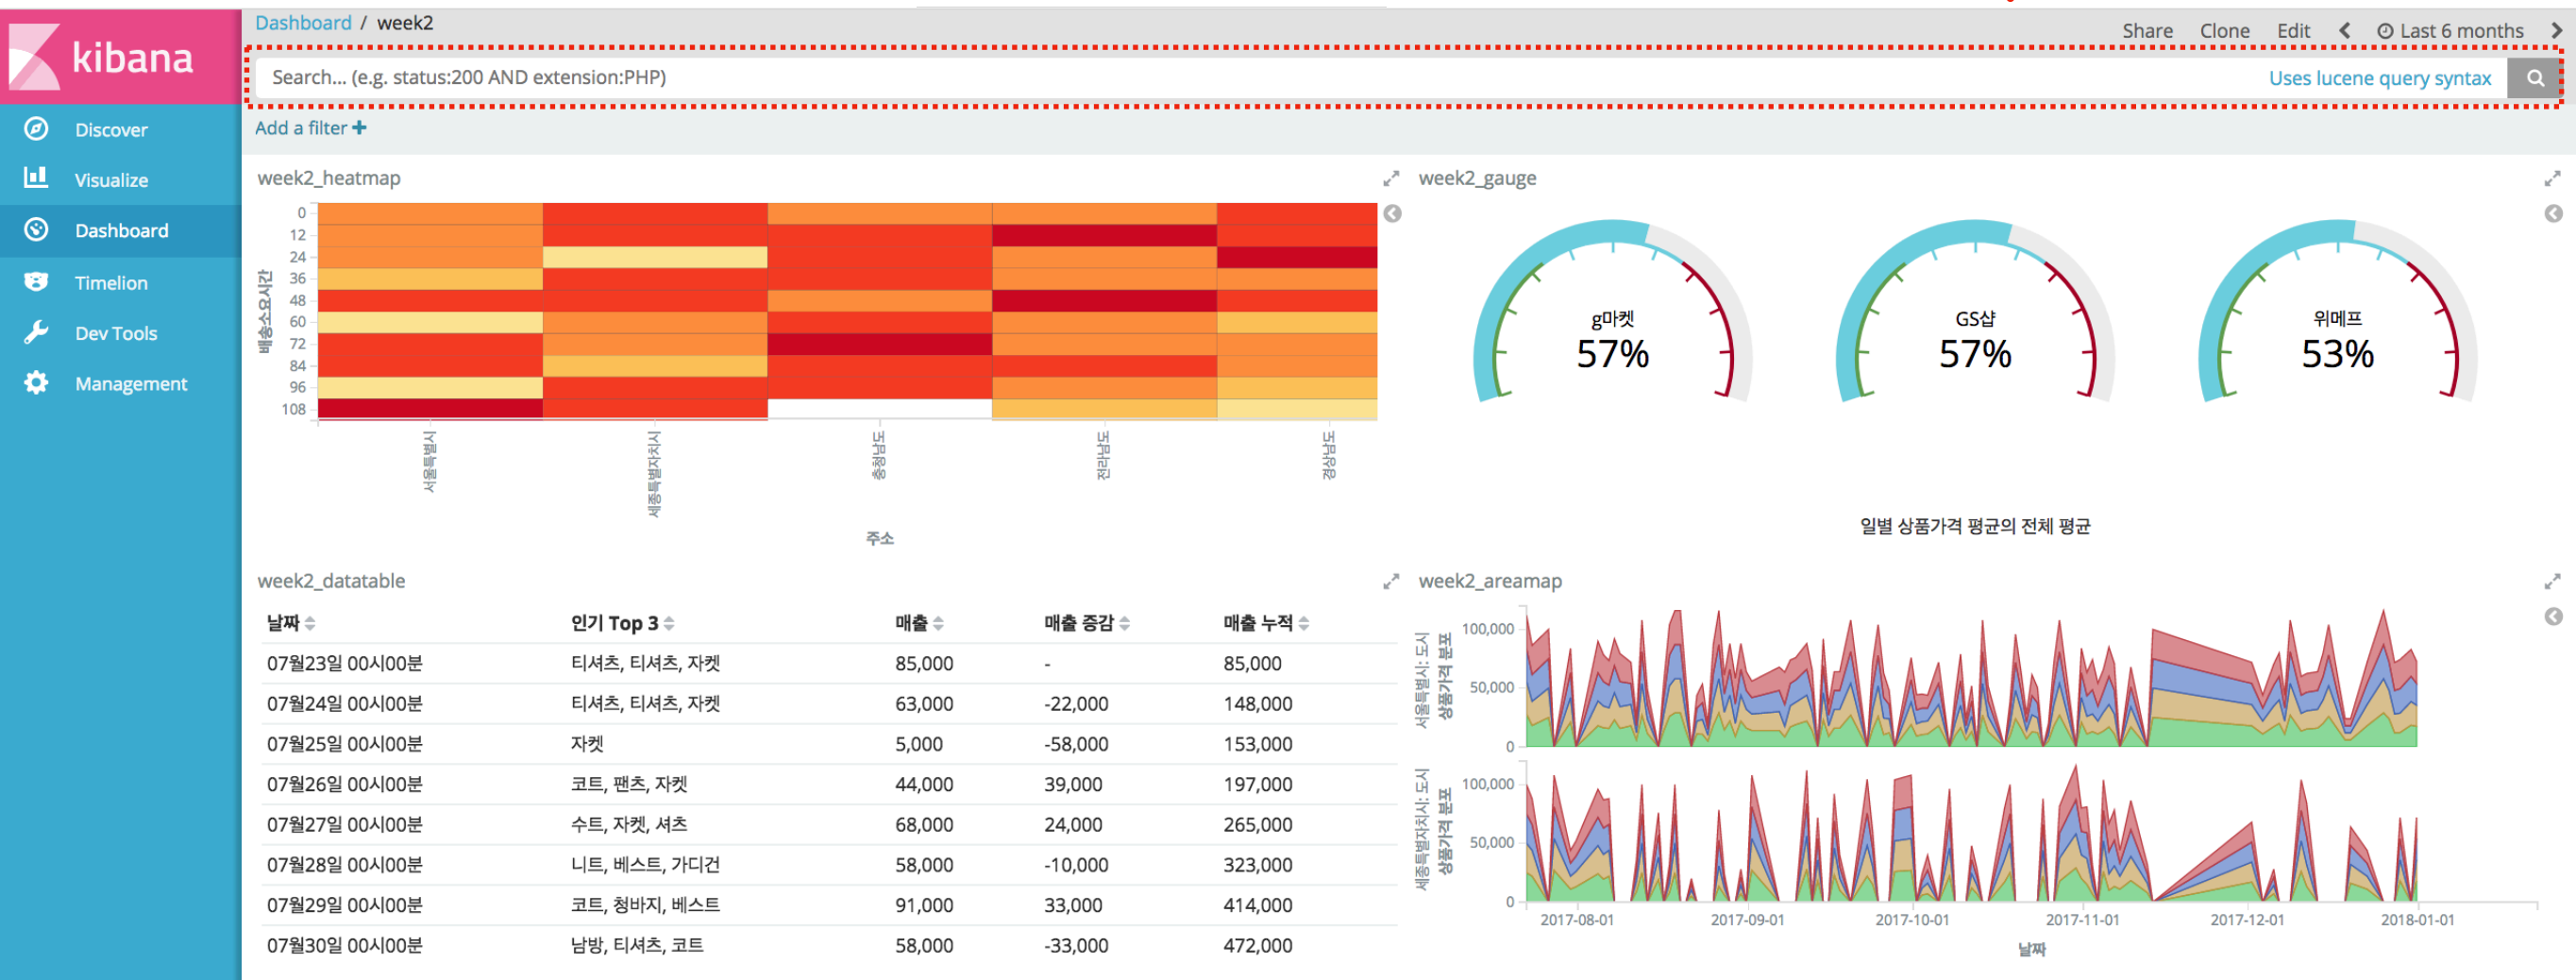 kibana
Discover
Visualize
Dashboard
Timelion
Dev Tools
Management
Dashboard / week2
Share Clone Edit Last 6 months
Search... (e.g. status:200 AND extension:PHP) Uses lucene query syntax
Add a filter
week2_heatmap
배송소요시간
0
12
24
36
48
60
72
84
96
108
서울특별시 세종특별자치시 충청남도 전라남도 경상남도
주소
week2_gauge
g마켓 GS샵 위메프
57% 57% 53%
일별 상품가격 평균의 전체 평균
week2_datatable
날짜 인기 Top 3 매출 매출 증감 매출 누적
07월23일 00시00분 티셔츠, 티셔츠, 자켓 85,000 - 85,000
07월24일 00시00분 티셔츠, 티셔츠, 자켓 63,000 -22,000 148,000
07월25일 00시00분 자켓 5,000 -58,000 153,000
07월26일 00시00분 코트, 팬츠, 자켓 44,000 39,000 197,000
07월27일 00시00분 수트, 자켓, 셔츠 68,000 24,000 265,000
07월28일 00시00분 니트, 베스트, 가디건 58,000 -10,000 323,000
07월29일 00시00분 코트, 청바지, 베스트 91,000 33,000 414,000
07월30일 00시00분 남방, 티셔츠, 코트 58,000 -33,000 472,000
week2_areamap
서울특별시: 도시
상품가격 분포
100,000
50,000
0
세종특별자치시: 도시
상품가격 분포
100,000
50,000
0
2017-08-01 2017-09-01 2017-10-01 2017-11-01 2017-12-01 2018-01-01
날짜